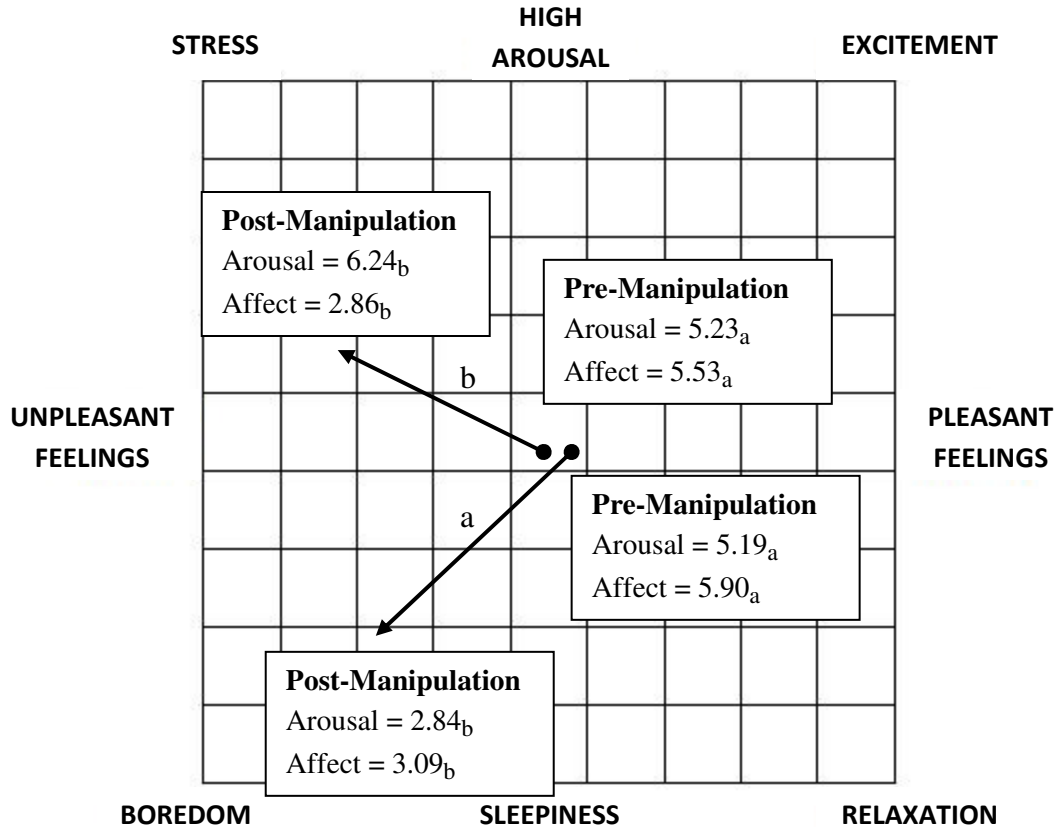 HIGH
AROUSAL
STRESS
EXCITEMENT
Post-Manipulation
Arousal = 6.24b
Affect = 2.86b
Pre-Manipulation
Arousal = 5.23a
Affect = 5.53a
b
UNPLEASANT
FEELINGS
PLEASANT
FEELINGS
a
Pre-Manipulation
Arousal = 5.19a
Affect = 5.90a
Post-Manipulation
Arousal = 2.84b
Affect = 3.09b
BOREDOM
SLEEPINESS
RELAXATION